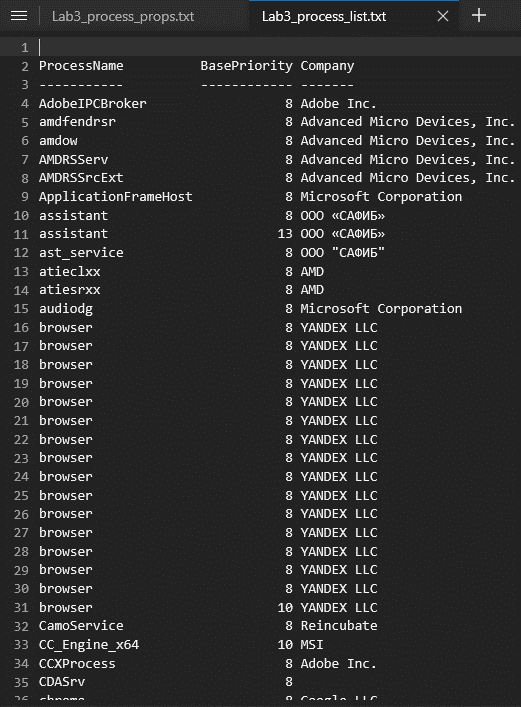 Lab3_process_props.txt Lab3_process_list.txt
1
2 ProcessName BasePriority Company
3 ----------- ------------ -------
4 AdobeIPCBroker 8 Adobe Inc.
5 amdfendrsr 8 Advanced Micro Devices, Inc.
6 amdow 8 Advanced Micro Devices, Inc.
7 AMDRSServ 8 Advanced Micro Devices, Inc.
8 AMDRSSrcExt 8 Advanced Micro Devices, Inc.
9 ApplicationFrameHost 8 Microsoft Corporation
10 assistant 8 ООО «САФИБ»
11 assistant 13 ООО «САФИБ»
12 ast_service 8 ООО "САФИБ"
13 atieclxx 8 AMD
14 atiesrxx 8 AMD
15 audiodg 8 Microsoft Corporation
16 browser 8 YANDEX LLC
17 browser 8 YANDEX LLC
18 browser 8 YANDEX LLC
19 browser 8 YANDEX LLC
20 browser 8 YANDEX LLC
21 browser 8 YANDEX LLC
22 browser 8 YANDEX LLC
23 browser 8 YANDEX LLC
24 browser 8 YANDEX LLC
25 browser 8 YANDEX LLC
26 browser 8 YANDEX LLC
27 browser 8 YANDEX LLC
28 browser 8 YANDEX LLC
29 browser 8 YANDEX LLC
30 browser 8 YANDEX LLC
31 browser 10 YANDEX LLC
32 CamoService 8 Reincubate
33 CC_Engine_x64 10 MSI
34 CCXProcess 8 Adobe Inc.
35 CDASrv 8
36 chrome 8 Google LLC